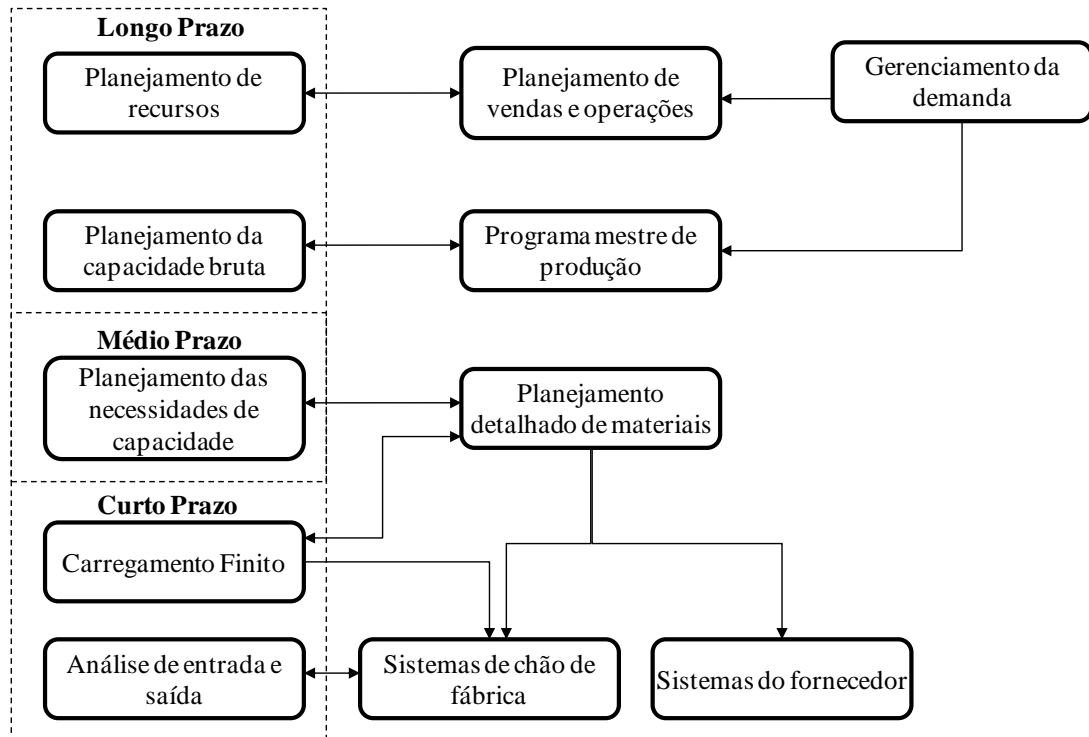 Longo Prazo
Planejamento de
recursos
Planejamento de
vendas e operações
Gerenciamento da
demanda
Planejamento da
capacidade bruta
Programa mestre de
produção
Médio Prazo
Planejamento das
necessidades de
capacidade
Planejamento
detalhado de materiais
Curto Prazo
Carregamento Finito
Análise de entrada e
saída
Sistemas de chão de
fábrica
Sistemas do fornecedor